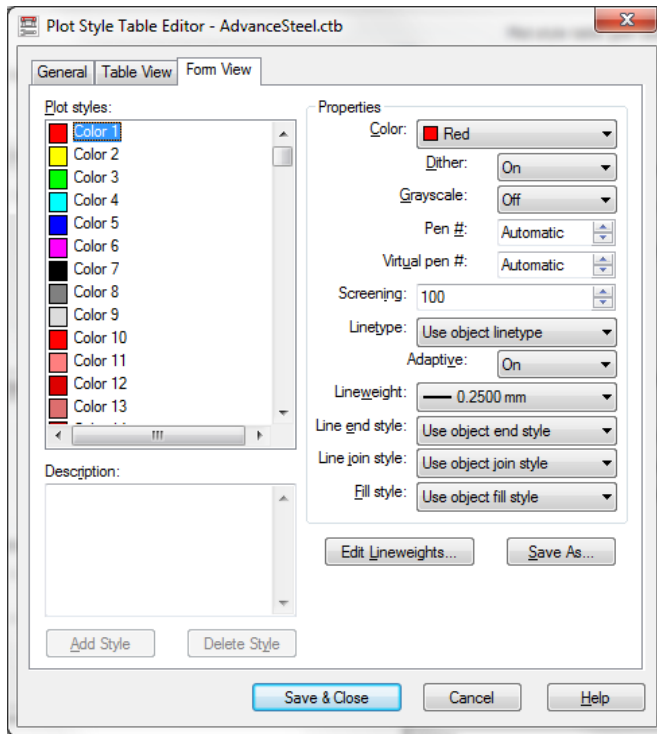 Plot Style Table Editor - AdvanceSteel.ctb
General Table View Form View
Plot styles:
Color 1
Color 2
Color 3
Color 4
Color 5
Color 6
Color 7
Color 8
Color 9
Color 10
Color 11
Color 12
Color 13
Description:
Add Style Delete Style
Properties
Color: Red
Dither: On
Grayscale: Off
Pen #: Automatic
Virtual pen #: Automatic
Screening: 100
Linetype: Use object linetype
Adaptive: On
Lineweight: 0.2500 mm
Line end style: Use object end style
Line join style: Use object join style
Fill style: Use object fill style
Edit Lineweights... Save As...
Save & Close Cancel Help